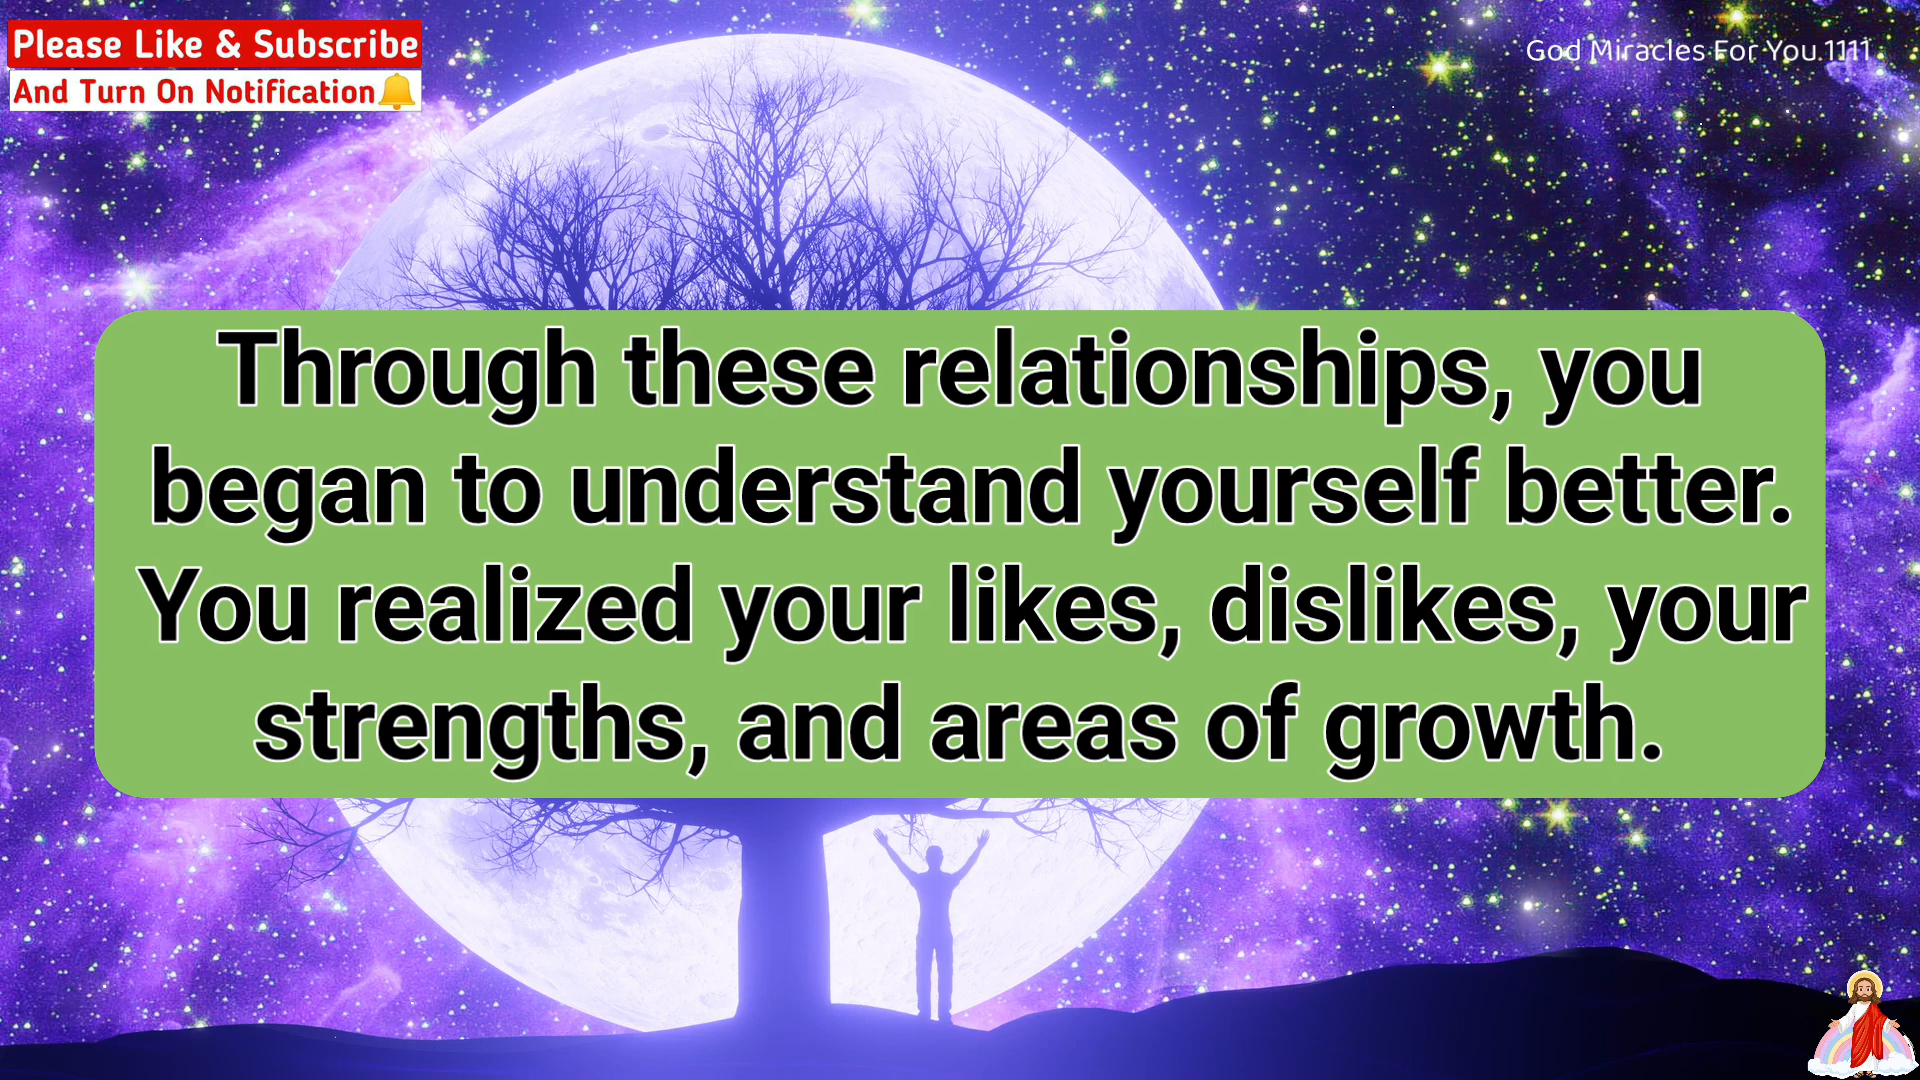 Please Like & Subscribe
And Turn On Notification🔔
God Miracles For You 1111
Through these relationships, you
began to understand yourself better.
You realized your likes, dislikes, your
strengths, and areas of growth.